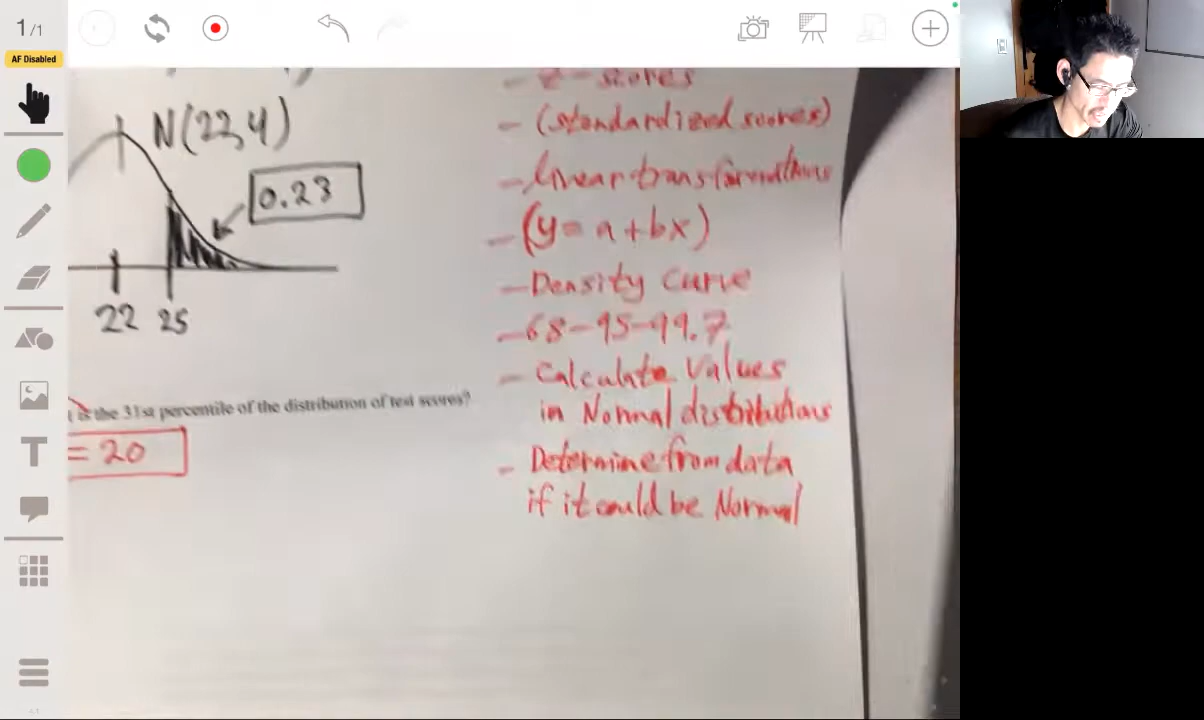 1/1
AF Disabled
N(22,4)
0.23
22 25
is the 31st percentile of the distribution of test scores?
= 20
- z-scores
- (standardized scores)
- linear transformations
- (y = a + bx)
- Density Curve
- 68-95-99.7
- Calculate Values
in Normal distributions
- Determine from data
if it could be Normal
T